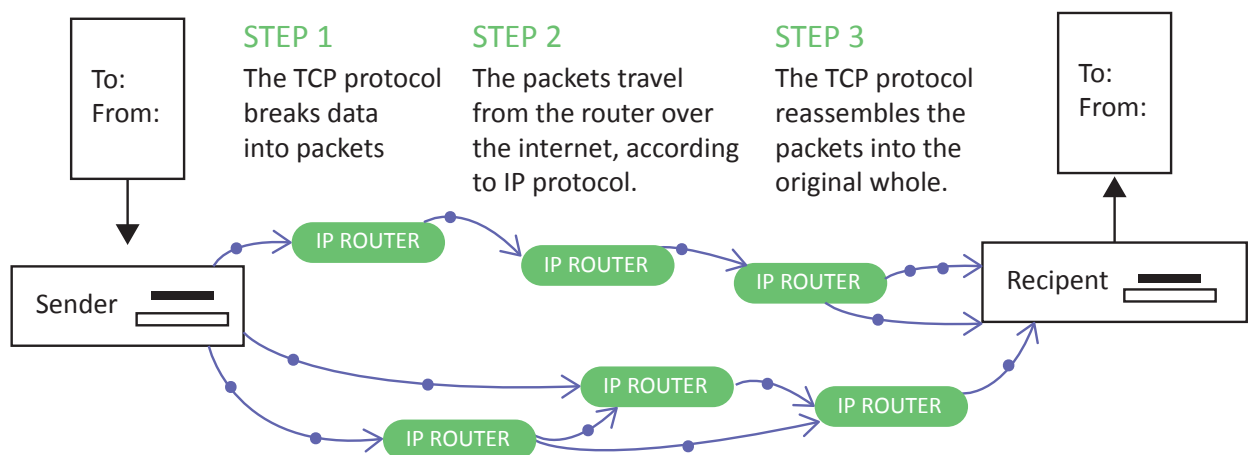 To:
From:
STEP 1
The TCP protocol
breaks data
into packets
STEP 2
The packets travel
from the router over
the internet, according
to IP protocol.
STEP 3
The TCP protocol
reassembles the
packets into the
original whole.
To:
From:
IP ROUTER
IP ROUTER
IP ROUTER
Sender
Recipent
IP ROUTER
IP ROUTER
IP ROUTER